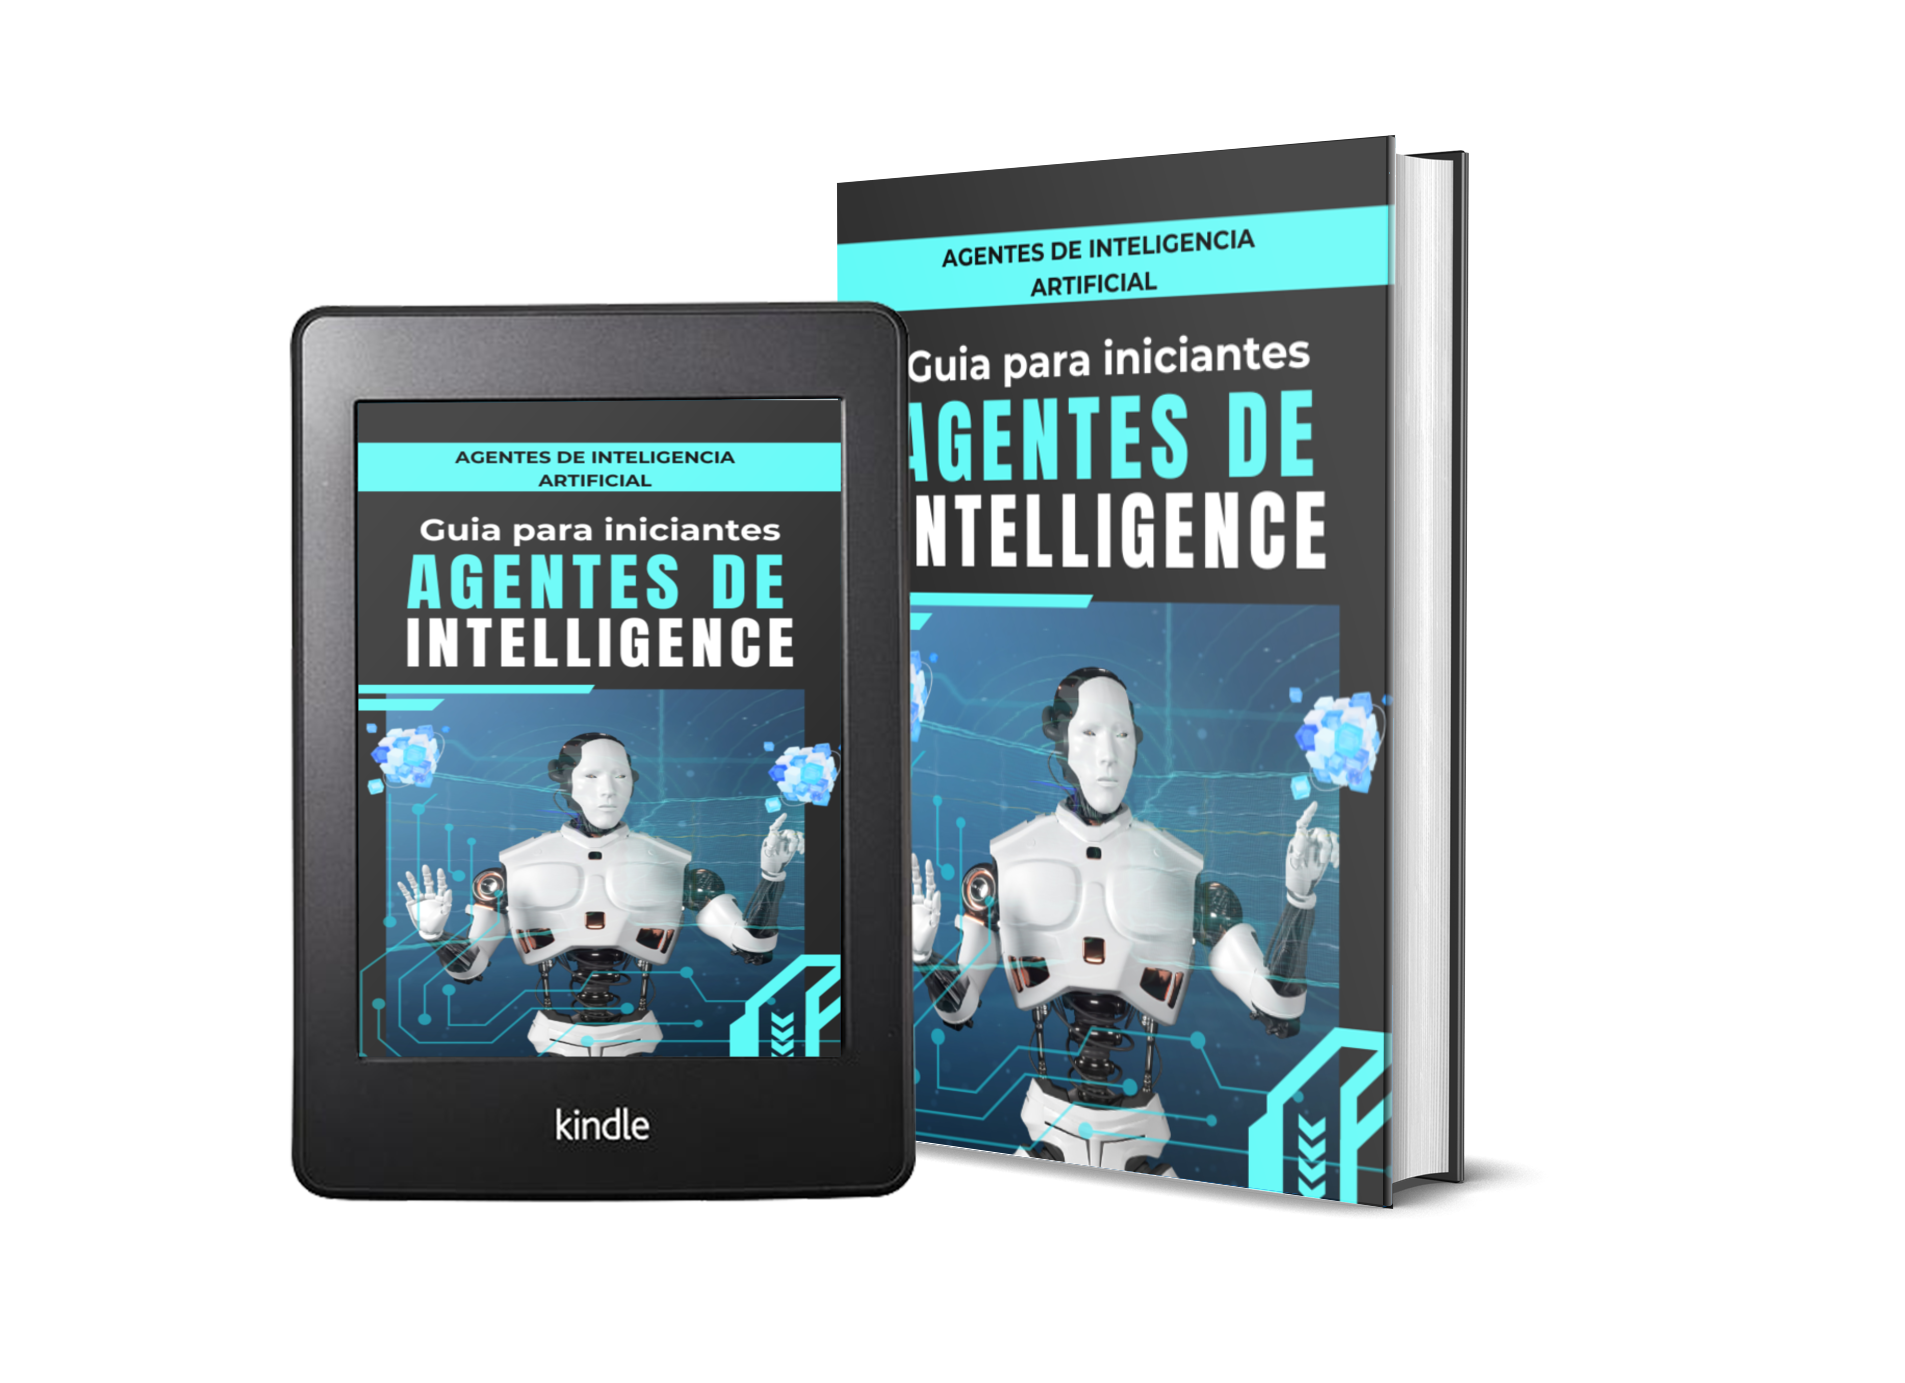 AGENTES DE INTELIGENCIA
ARTIFICIAL
Guia para iniciantes
AGENTES DE
INTELLIGENCE
kindle
AGENTES DE INTELIGENCIA
ARTIFICIAL
Guia para iniciantes
AGENTES DE
NTELLIGENCE